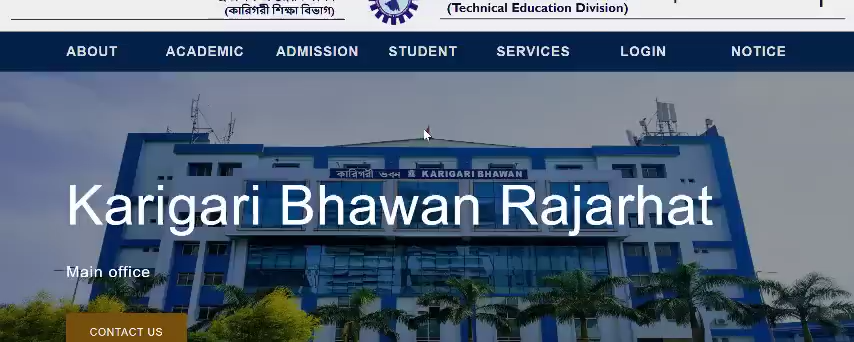 (কারিগরী শিক্ষা বিভাগ)
(Technical Education Division)
ABOUT ACADEMIC ADMISSION STUDENT SERVICES LOGIN NOTICE
কারিগরী ভবন KARIGARI BHAWAN
Karigari Bhawan Rajarhat
Main office
CONTACT US